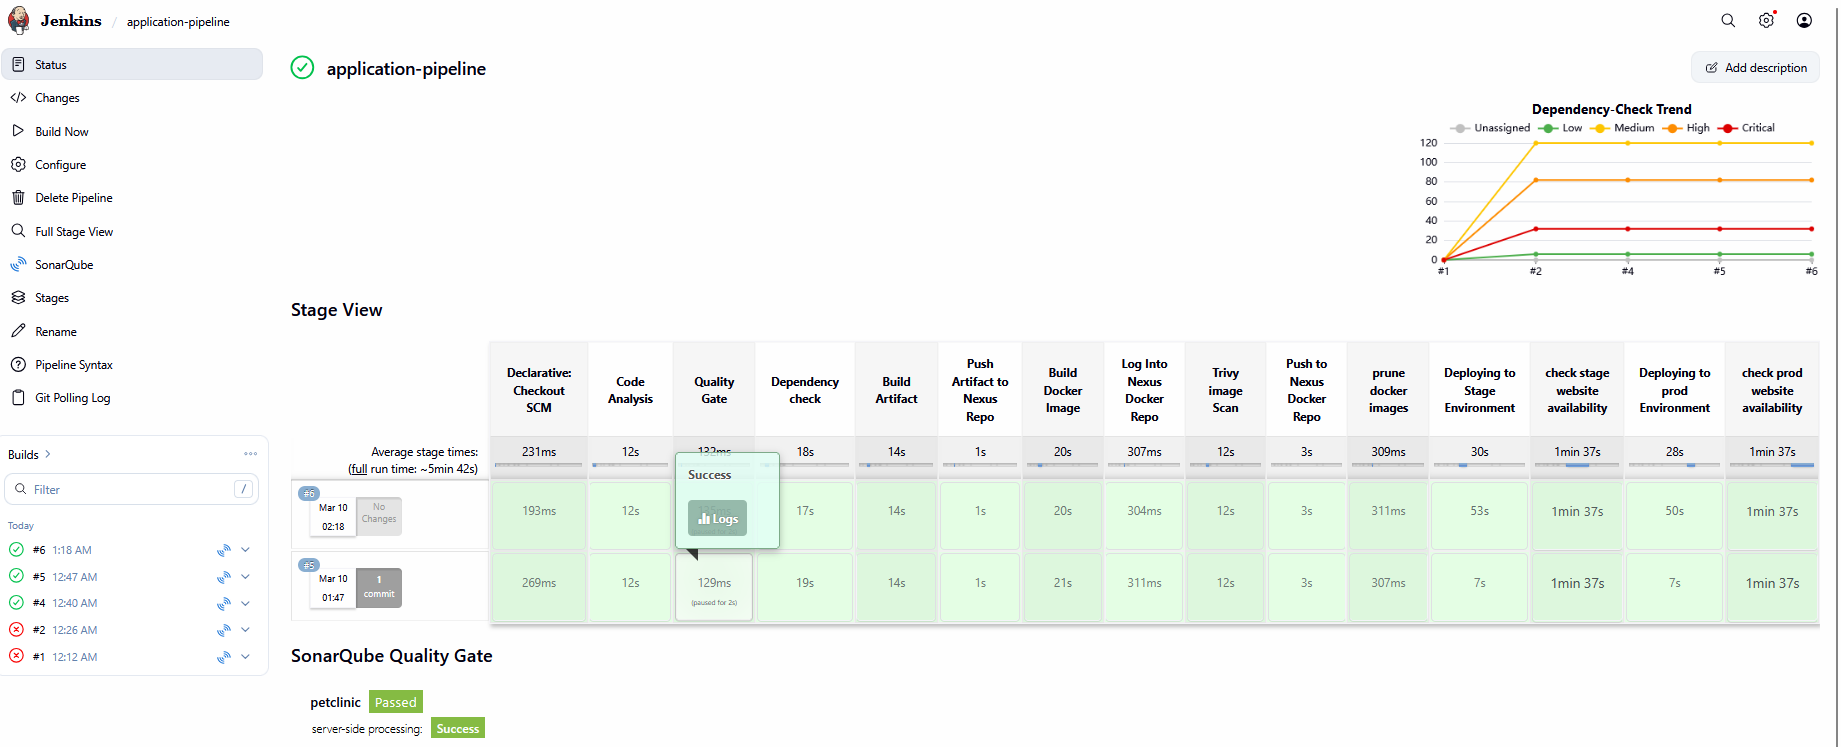 Jenkins / application-pipeline
Status
Changes
Build Now
Configure
Delete Pipeline
Full Stage View
SonarQube
Stages
Rename
Pipeline Syntax
Git Polling Log
Builds
Filter /
Today
#6 1:18 AM
#5 12:47 AM
#4 12:40 AM
#2 12:26 AM
#1 12:12 AM
application-pipeline
Add description
Dependency-Check Trend
Unassigned Low Medium High Critical
120
100
80
60
40
20
0
#1 #2 #4 #5 #6
Stage View
Declarative: Checkout SCM
Code Analysis
Quality Gate
Dependency check
Build Artifact
Push Artifact to Nexus Repo
Build Docker Image
Log Into Nexus Docker Repo
Trivy image Scan
Push to Nexus Docker Repo
prune docker images
Deploying to Stage Environment
check stage website availability
Deploying to prod Environment
check prod website availability
Average stage times:
(full run time: ~5min 42s)
231ms 12s 132ms 18s 14s 1s 20s 307ms 12s 3s 309ms 30s 1min 37s 28s 1min 37s
Success
Logs
#6
Mar 10
02:18
No Changes
193ms 12s 17s 14s 1s 20s 304ms 12s 3s 311ms 53s 1min 37s 50s 1min 37s
#5
Mar 10
01:47
1 commit
269ms 12s 129ms 19s 14s 1s 21s 311ms 12s 3s 307ms 7s 1min 37s 7s 1min 37s
(paused for 2s)
SonarQube Quality Gate
petclinic Passed
server-side processing: Success